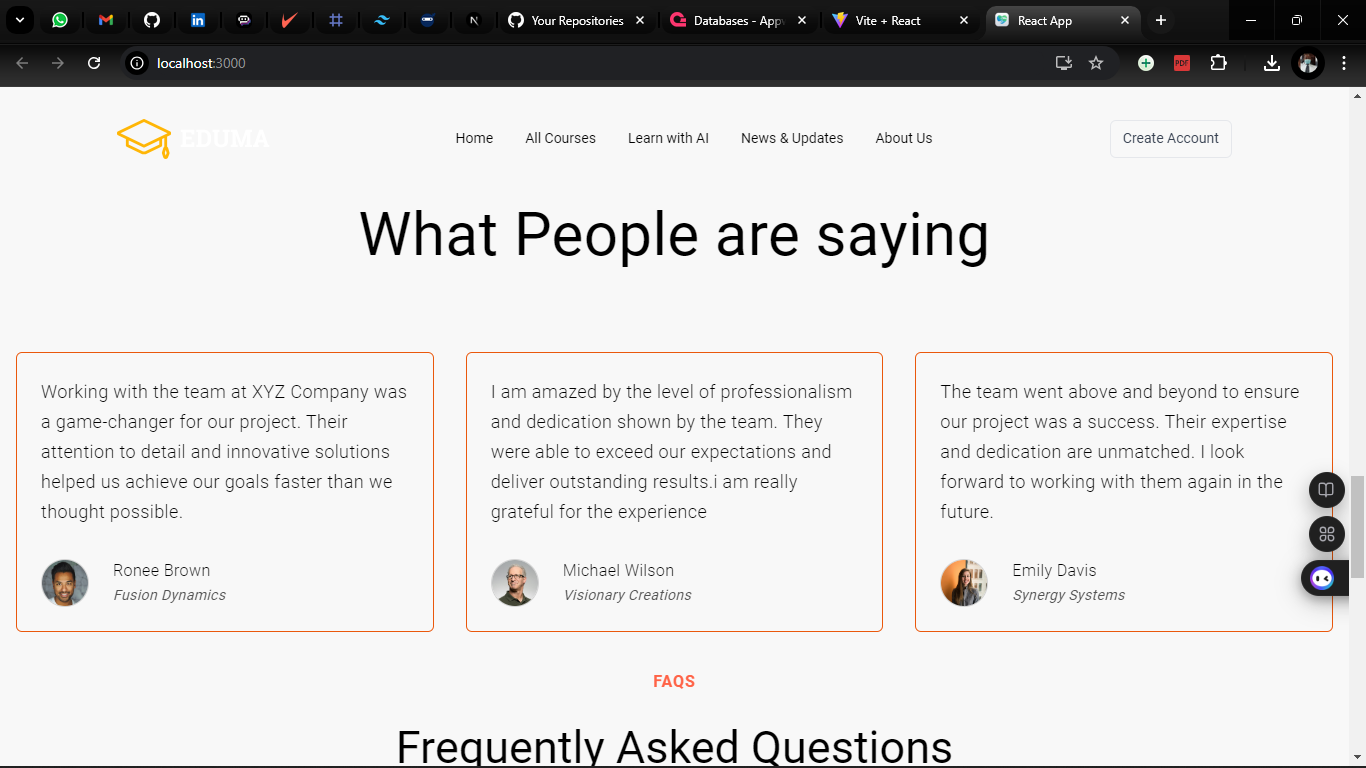 Your Repositories
Databases - Appw
Vite + React
React App
localhost:3000
PDF
EDUMA
Home
All Courses
Learn with AI
News & Updates
About Us
Create Account
What People are saying
Working with the team at XYZ Company was
a game-changer for our project. Their
attention to detail and innovative solutions
helped us achieve our goals faster than we
thought possible.
Ronee Brown
Fusion Dynamics
I am amazed by the level of professionalism
and dedication shown by the team. They
were able to exceed our expectations and
deliver outstanding results.i am really
grateful for the experience
Michael Wilson
Visionary Creations
The team went above and beyond to ensure
our project was a success. Their expertise
and dedication are unmatched. I look
forward to working with them again in the
future.
Emily Davis
Synergy Systems
FAQS
Frequently Asked Questions